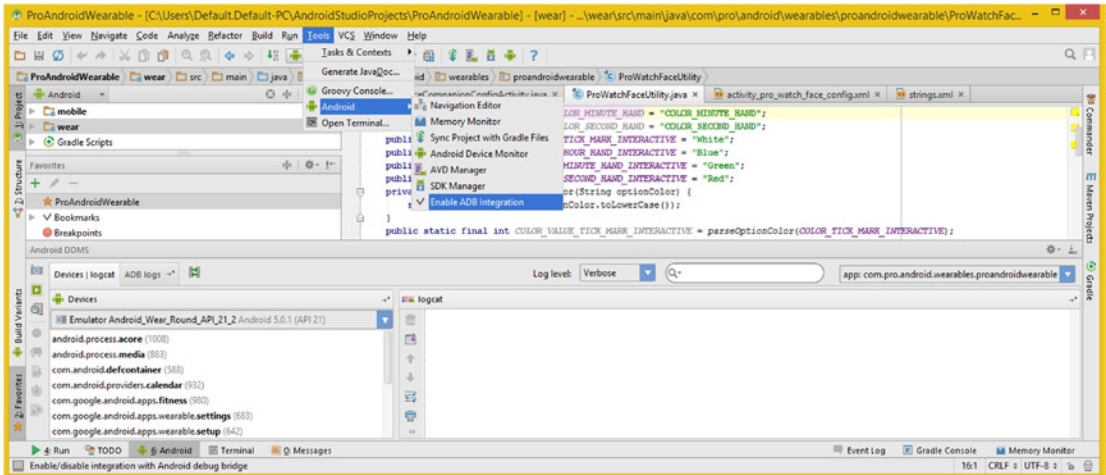 ProAndroidWearable - [C:\Users\Default.Default-PC\AndroidStudioProjects\ProAndroidWearable] - [wear] - ...\wear\src\main\java\com\pro\android\wearables\proandroidwearable\ProWatchFac...
File Edit View Navigate Code Analyze Refactor Build Run Tools VCS Window Help
Tasks & Contexts
Generate JavaDoc...
Groovy Console...
Android
Open Terminal...
Navigation Editor
Memory Monitor
Sync Project with Gradle Files
Android Device Monitor
AVD Manager
SDK Manager
Enable ADB Integration
ProAndroidWearable wear src main java wearables proandroidwearable ProWatchFaceUtility
Android
mobile
wear
Gradle Scripts
Favorites
ProAndroidWearable
Bookmarks
Breakpoints
CompanionConfigActivity.java ProWatchFaceUtility.java activity_pro_watch_face_config.xml strings.xml
LOR_MINUTE_HAND = "COLOR_MINUTE_HAND";
LOR_SECOND_HAND = "COLOR_SECOND_HAND";
publi TICK_MARK_INTERACTIVE = "White";
publi HOUR_HAND_INTERACTIVE = "Blue";
publi MINUTE_HAND_INTERACTIVE = "Green";
publi SECOND_HAND_INTERACTIVE = "Red";
priva or(String optionColor) {
nColor.toLowerCase());
}
public static final int COLOR_VALUE_TICK_MARK_INTERACTIVE = parseOptionColor(COLOR_TICK_MARK_INTERACTIVE);
Android DDMS
Devices | logcat ADB logs Log level: Verbose app: com.pro.android.wearables.proandroidwearable
Devices logcat
Emulator Android_Wear_Round_API_21_2 Android 5.0.1 (API 21)
android.process.acore (1008)
android.process.media (883)
com.android.defcontainer (588)
com.android.providers.calendar (932)
com.google.android.apps.fitness (980)
com.google.android.apps.wearable.settings (683)
com.google.android.apps.wearable.setup (642)
1: Project
2: Structure
Build Variants
2: Favorites
Commander
Maven Projects
Gradle
4: Run TODO 6: Android Terminal 0: Messages Event Log Gradle Console Memory Monitor
Enable/disable integration with Android debug bridge 16:1 CRLF UTF-8